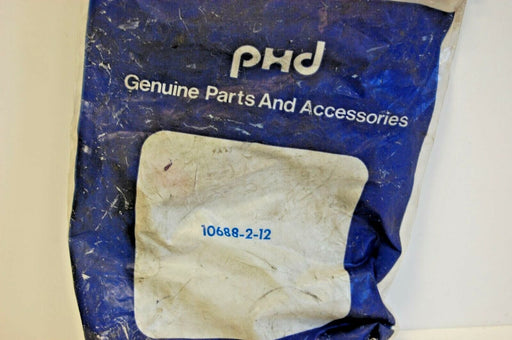 PHD
Genuine Parts And Accessories
10688-2-12